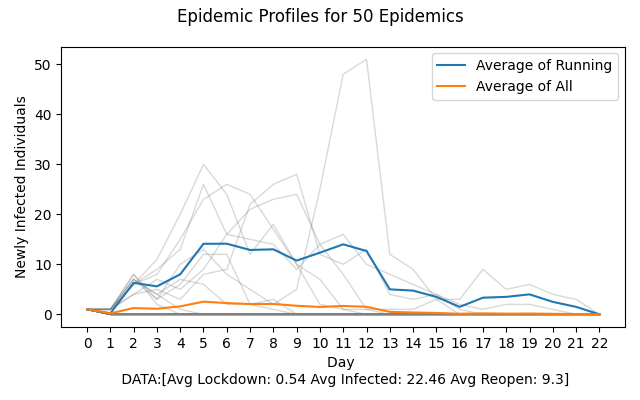 Epidemic Profiles for 50 Epidemics
Newly Infected Individuals
50
40
30
20
10
0
Average of Running
Average of All
0 1 2 3 4 5 6 7 8 9 10 11 12 13 14 15 16 17 18 19 20 21 22
Day
DATA:[Avg Lockdown: 0.54 Avg Infected: 22.46 Avg Reopen: 9.3]